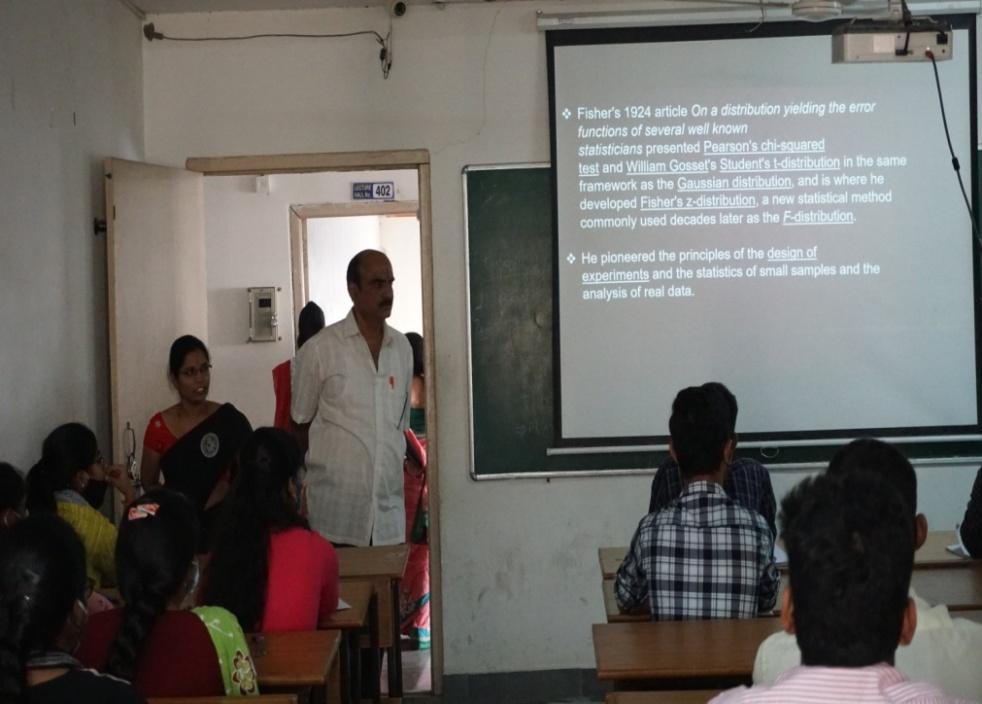 ❖ Fisher's 1924 article On a distribution yielding the error
functions of several well known
statisticians presented Pearson's chi-squared
test and William Gosset's Student's t-distribution in the same
framework as the Gaussian distribution, and is where he
developed Fisher's z-distribution, a new statistical method
commonly used decades later as the F-distribution.
❖ He pioneered the principles of the design of
experiments and the statistics of small samples and the
analysis of real data.
LECTURE
HALL No. 402